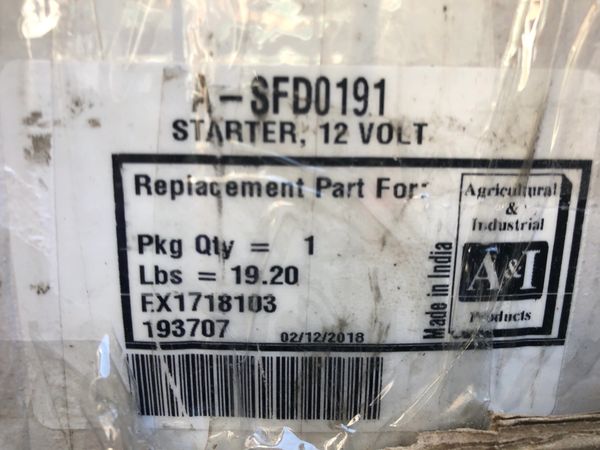 A-SFD0191
STARTER, 12 VOLT
Replacement Part For:
Pkg Qty = 1
Lbs = 19.20
EX1718103
193707
02/12/2018
Made in India
Agricultural
&
Industrial
A&I
Products